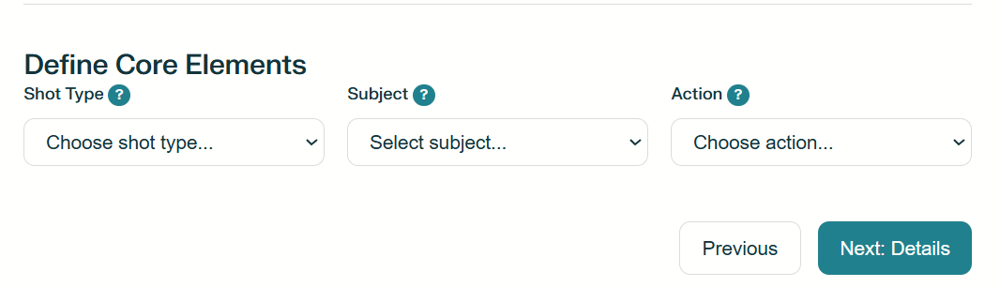 Define Core Elements
Shot Type ? Subject ? Action ?
Choose shot type... Select subject... Choose action...
Previous Next: Details